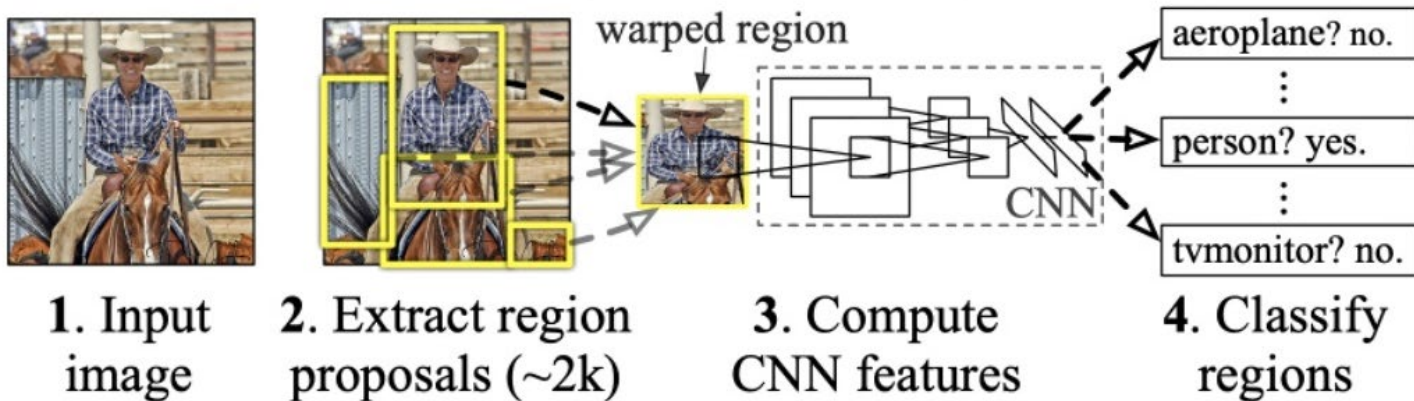 warped region
aeroplane? no.
⋮
person? yes.
⋮
tvmonitor? no.
CNN
1. Input
image
2. Extract region
proposals (~2k)
3. Compute
CNN features
4. Classify
regions